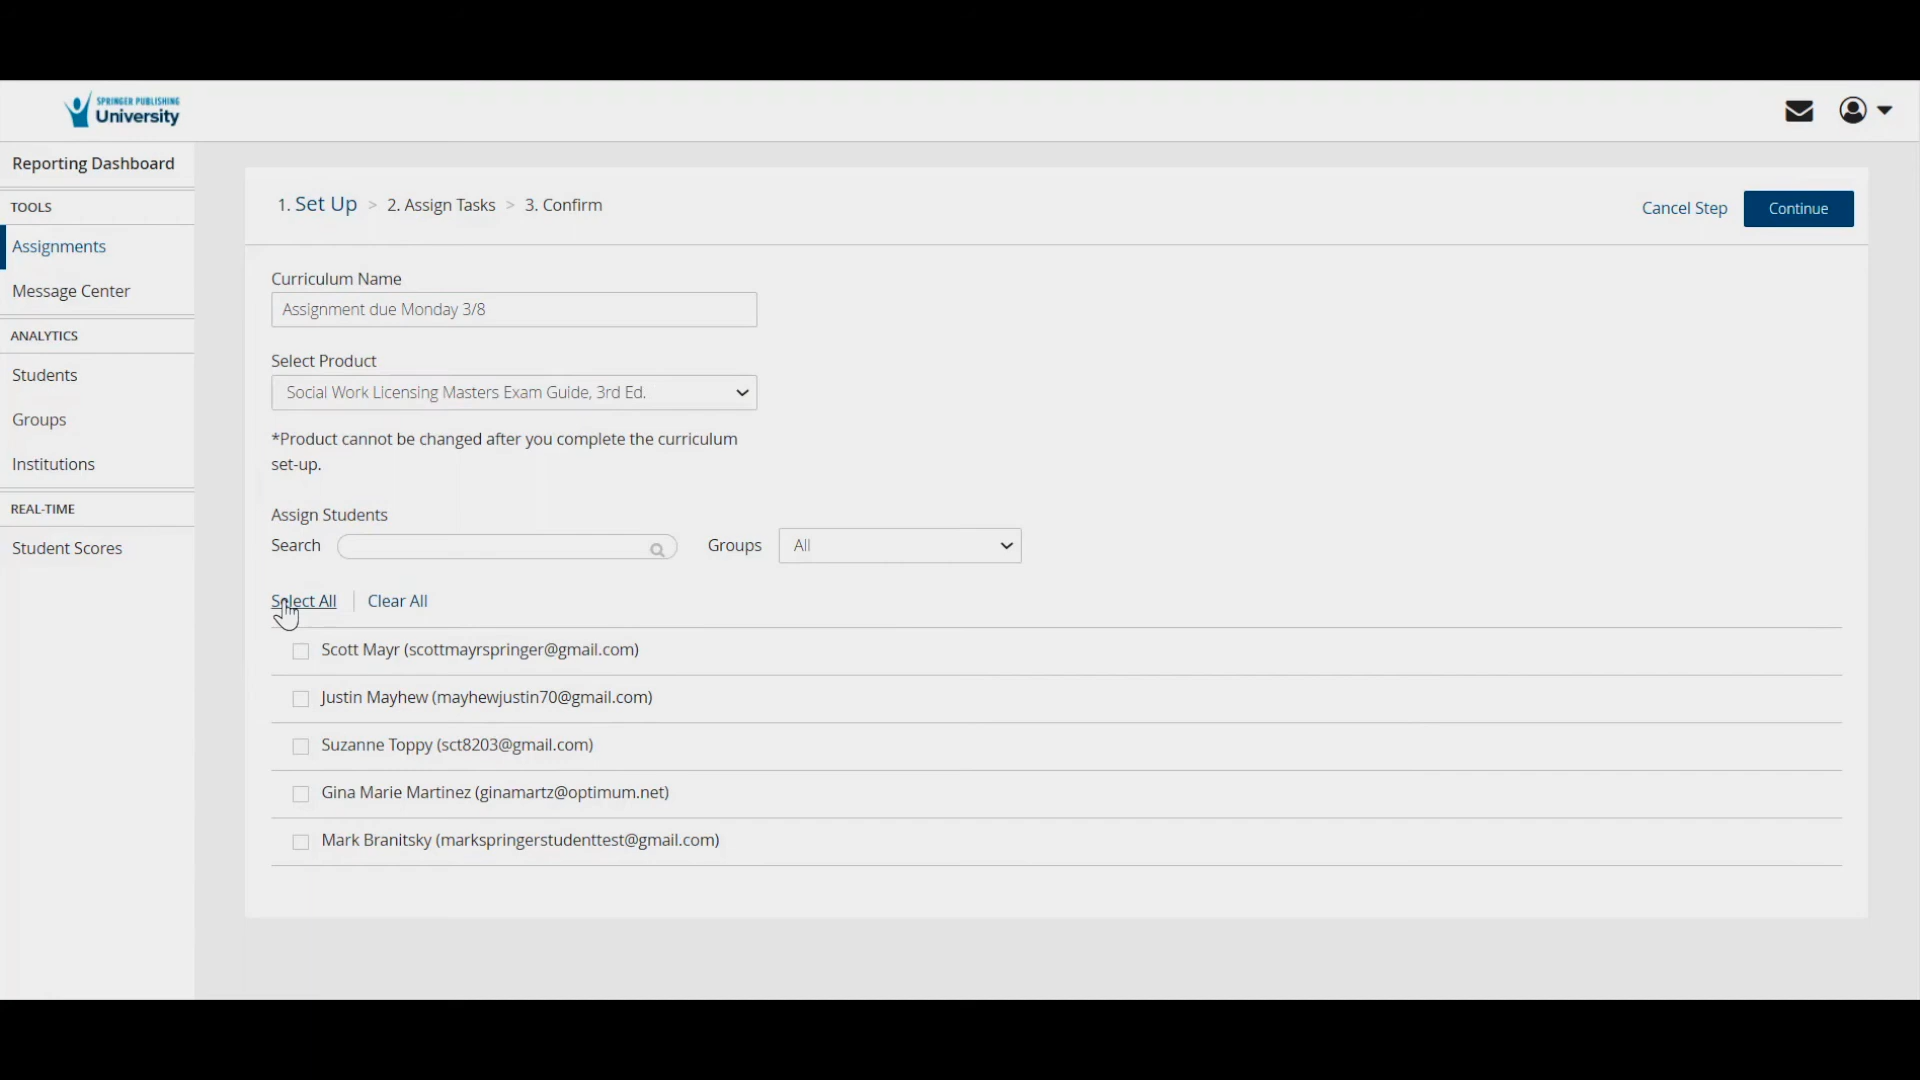 SPRINGER PUBLISHING
University
Reporting Dashboard
TOOLS
Assignments
Message Center
ANALYTICS
Students
Groups
Institutions
REAL-TIME
Student Scores
1. Set Up > 2. Assign Tasks > 3. Confirm
Cancel Step
Continue
Curriculum Name
Assignment due Monday 3/8
Select Product
Social Work Licensing Masters Exam Guide, 3rd Ed.
*Product cannot be changed after you complete the curriculum
set-up.
Assign Students
Search
Groups
All
Select All
Clear All
Scott Mayr (scottmayrspringer@gmail.com)
Justin Mayhew (mayhewjustin70@gmail.com)
Suzanne Toppy (sct8203@gmail.com)
Gina Marie Martinez (ginamartz@optimum.net)
Mark Branitsky (markspringerstudenttest@gmail.com)